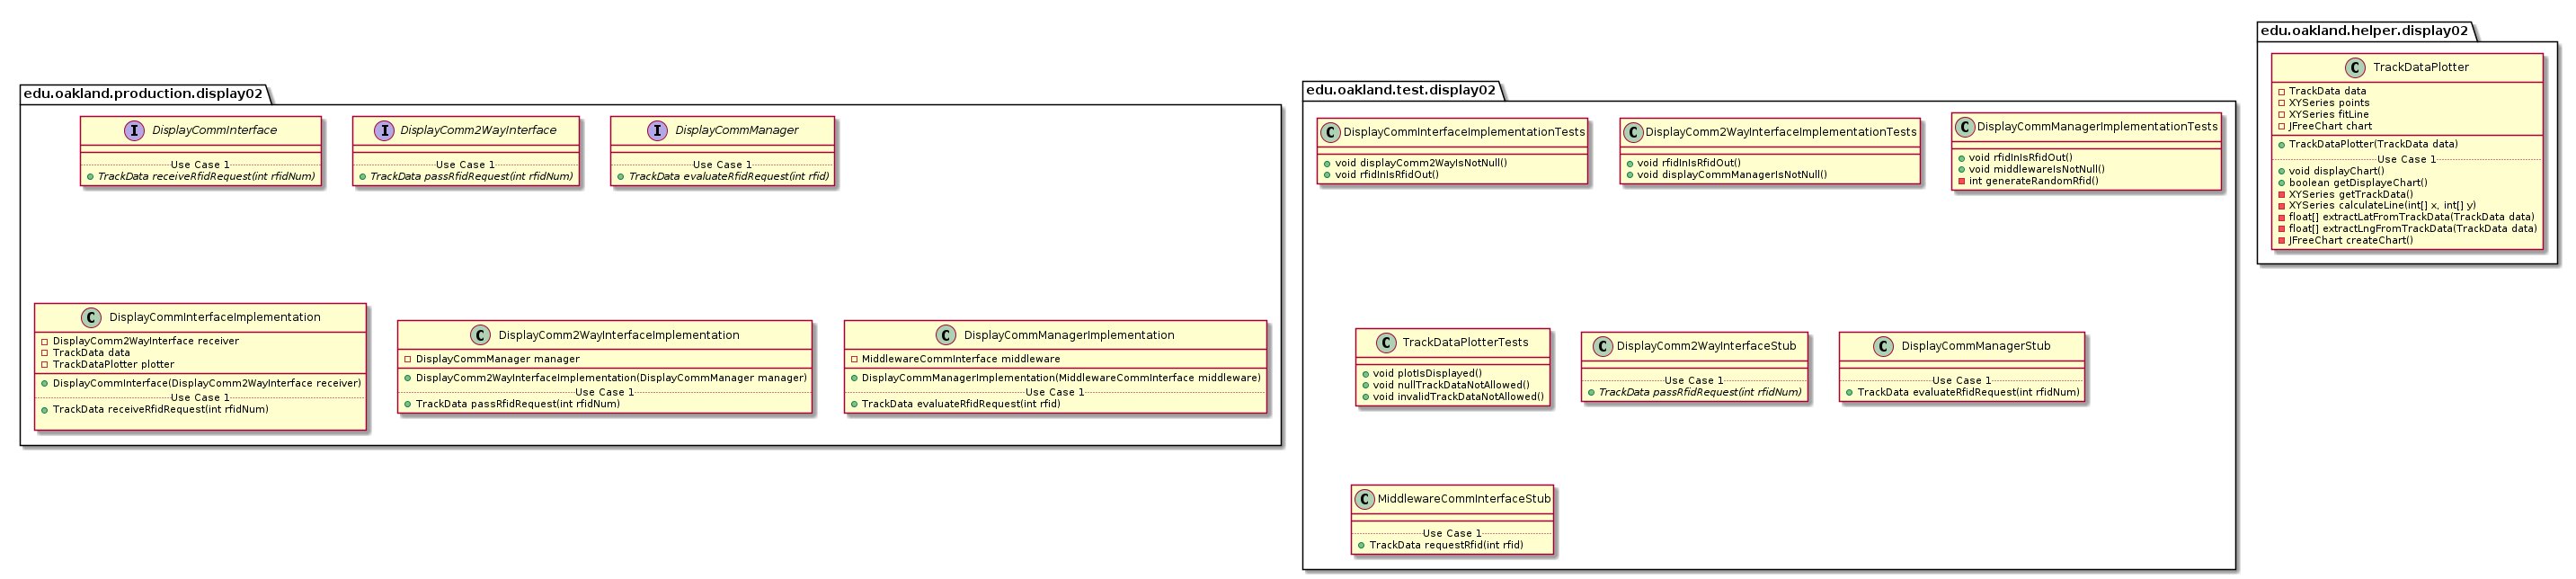 edu.oakland.production.display02
I DisplayCommInterface
Use Case 1
TrackData receiveRfidRequest(int rfidNum)
I DisplayComm2WayInterface
Use Case 1
TrackData passRfidRequest(int rfidNum)
I DisplayCommManager
Use Case 1
TrackData evaluateRfidRequest(int rfid)
C DisplayCommInterfaceImplementation
DisplayComm2WayInterface receiver
TrackData data
TrackDataPlotter plotter
DisplayCommInterface(DisplayComm2WayInterface receiver)
Use Case 1
TrackData receiveRfidRequest(int rfidNum)
C DisplayComm2WayInterfaceImplementation
DisplayCommManager manager
DisplayComm2WayInterfaceImplementation(DisplayCommManager manager)
Use Case 1
TrackData passRfidRequest(int rfidNum)
C DisplayCommManagerImplementation
MiddlewareCommInterface middleware
DisplayCommManagerImplementation(MiddlewareCommInterface middleware)
Use Case 1
TrackData evaluateRfidRequest(int rfid)
edu.oakland.test.display02
C DisplayCommInterfaceImplementationTests
void displayComm2WayIsNotNull()
void rfidInIsRfidOut()
C DisplayComm2WayInterfaceImplementationTests
void rfidInIsRfidOut()
void displayCommManagerIsNotNull()
C DisplayCommManagerImplementationTests
void rfidInIsRfidOut()
void middlewareIsNotNull()
int generateRandomRfid()
C TrackDataPlotterTests
void plotIsDisplayed()
void nullTrackDataNotAllowed()
void invalidTrackDataNotAllowed()
C DisplayComm2WayInterfaceStub
Use Case 1
TrackData passRfidRequest(int rfidNum)
C DisplayCommManagerStub
Use Case 1
TrackData evaluateRfidRequest(int rfidNum)
C MiddlewareCommInterfaceStub
Use Case 1
TrackData requestRfid(int rfid)
edu.oakland.helper.display02
C TrackDataPlotter
TrackData data
XYSeries points
XYSeries fitLine
JFreeChart chart
TrackDataPlotter(TrackData data)
Use Case 1
void displayChart()
boolean getDisplayeChart()
XYSeries getTrackData()
XYSeries calculateLine(int[] x, int[] y)
float[] extractLatFromTrackData(TrackData data)
float[] extractLngFromTrackData(TrackData data)
JFreeChart createChart()